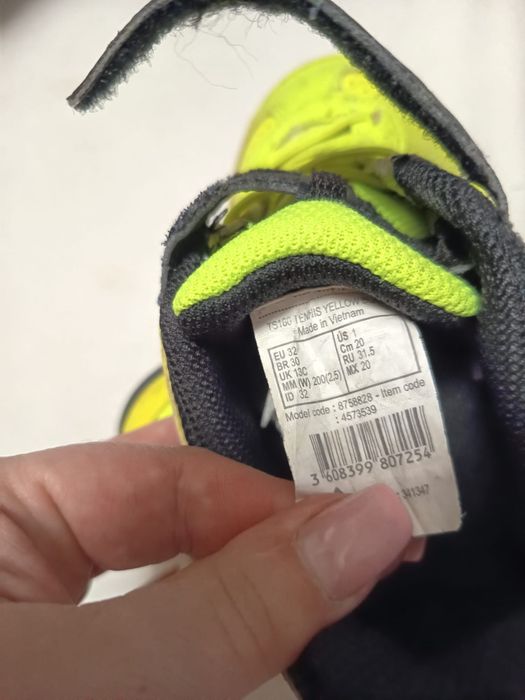 TS160 TENNIS YELLOW
Made in Vietnam
EU 32 US 1
BR 30 Cm 20
UK 13C RU 31.5
MM (W) 200(2.5) MX 20
ID 32
Model code : 8758828 - Item code
: 4573539
3 608399 807254
: 341347